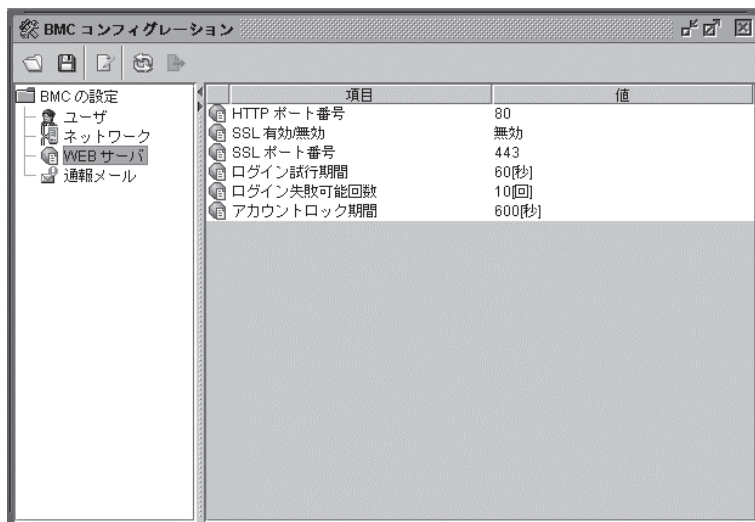 BMC コンフィグレーション
BMC の設定
ユーザ
ネットワーク
WEB サーバ
通報メール
項目 値
HTTP ポート番号 80
SSL 有効/無効 無効
SSL ポート番号 443
ログイン試行期間 60[秒]
ログイン失敗可能回数 10[回]
アカウントロック期間 600[秒]